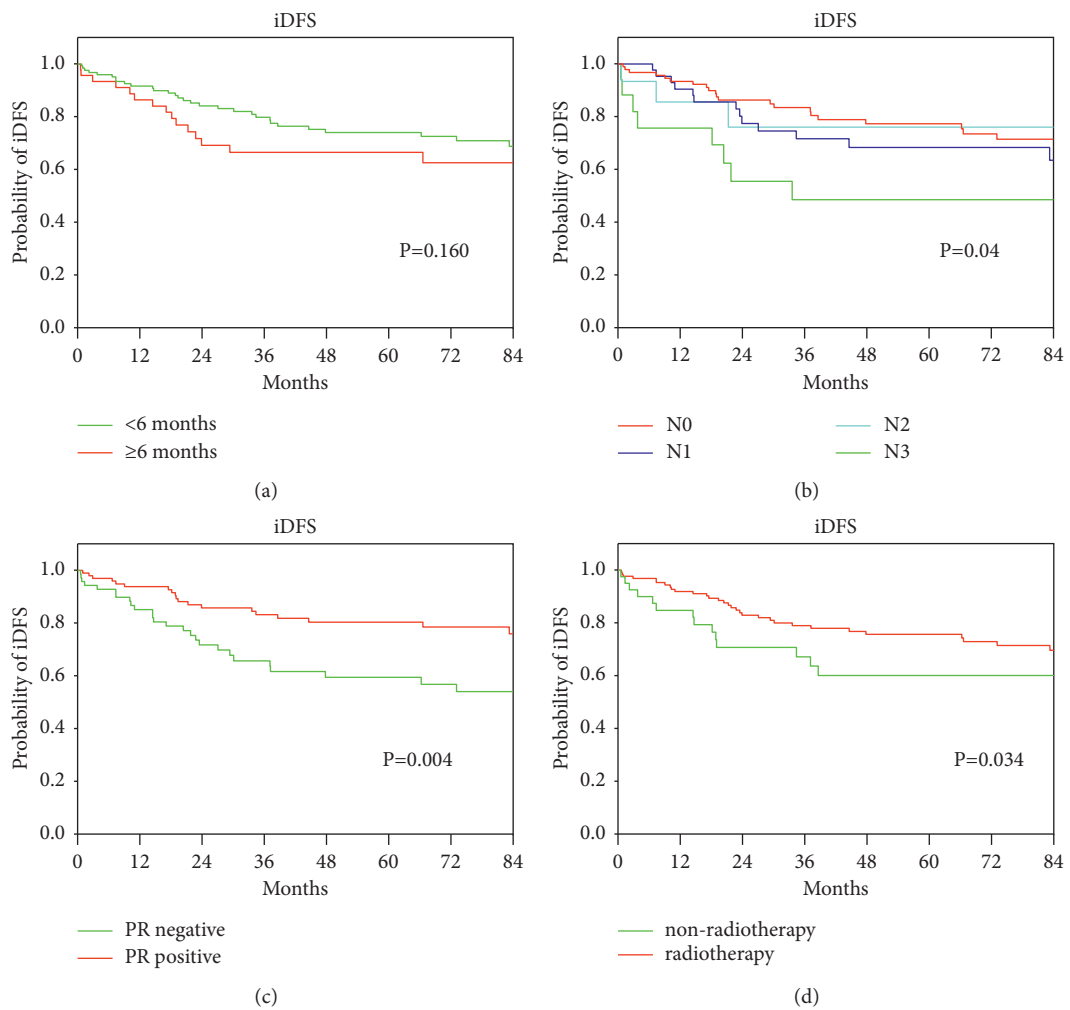 iDFS
1.0
0.8
0.6
0.4
0.2
0.0
Probability of iDFS
P=0.160
0 12 24 36 48 60 72 84
Months
<6 months
≥6 months
(a)
iDFS
1.0
0.8
0.6
0.4
0.2
0.0
Probability of iDFS
P=0.04
0 12 24 36 48 60 72 84
Months
N0 N2
N1 N3
(b)
iDFS
1.0
0.8
0.6
0.4
0.2
0.0
Probability of iDFS
P=0.004
0 12 24 36 48 60 72 84
Months
PR negative
PR positive
(c)
iDFS
1.0
0.8
0.6
0.4
0.2
0.0
Probability of iDFS
P=0.034
0 12 24 36 48 60 72 84
Months
non-radiotherapy
radiotherapy
(d)